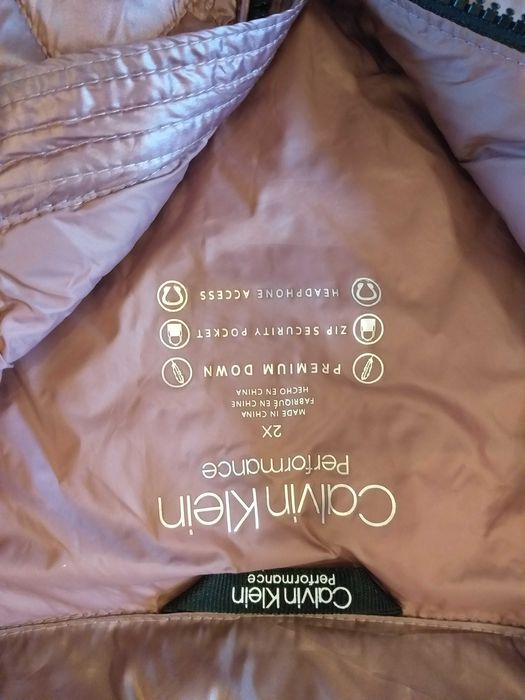 Calvin Klein
Performance
Calvin Klein
Performance
2X
MADE IN CHINA
FABRIQUÉ EN CHINE
HECHO EN CHINA
PREMIUM DOWN
ZIP SECURITY POCKET
HEADPHONE ACCESS